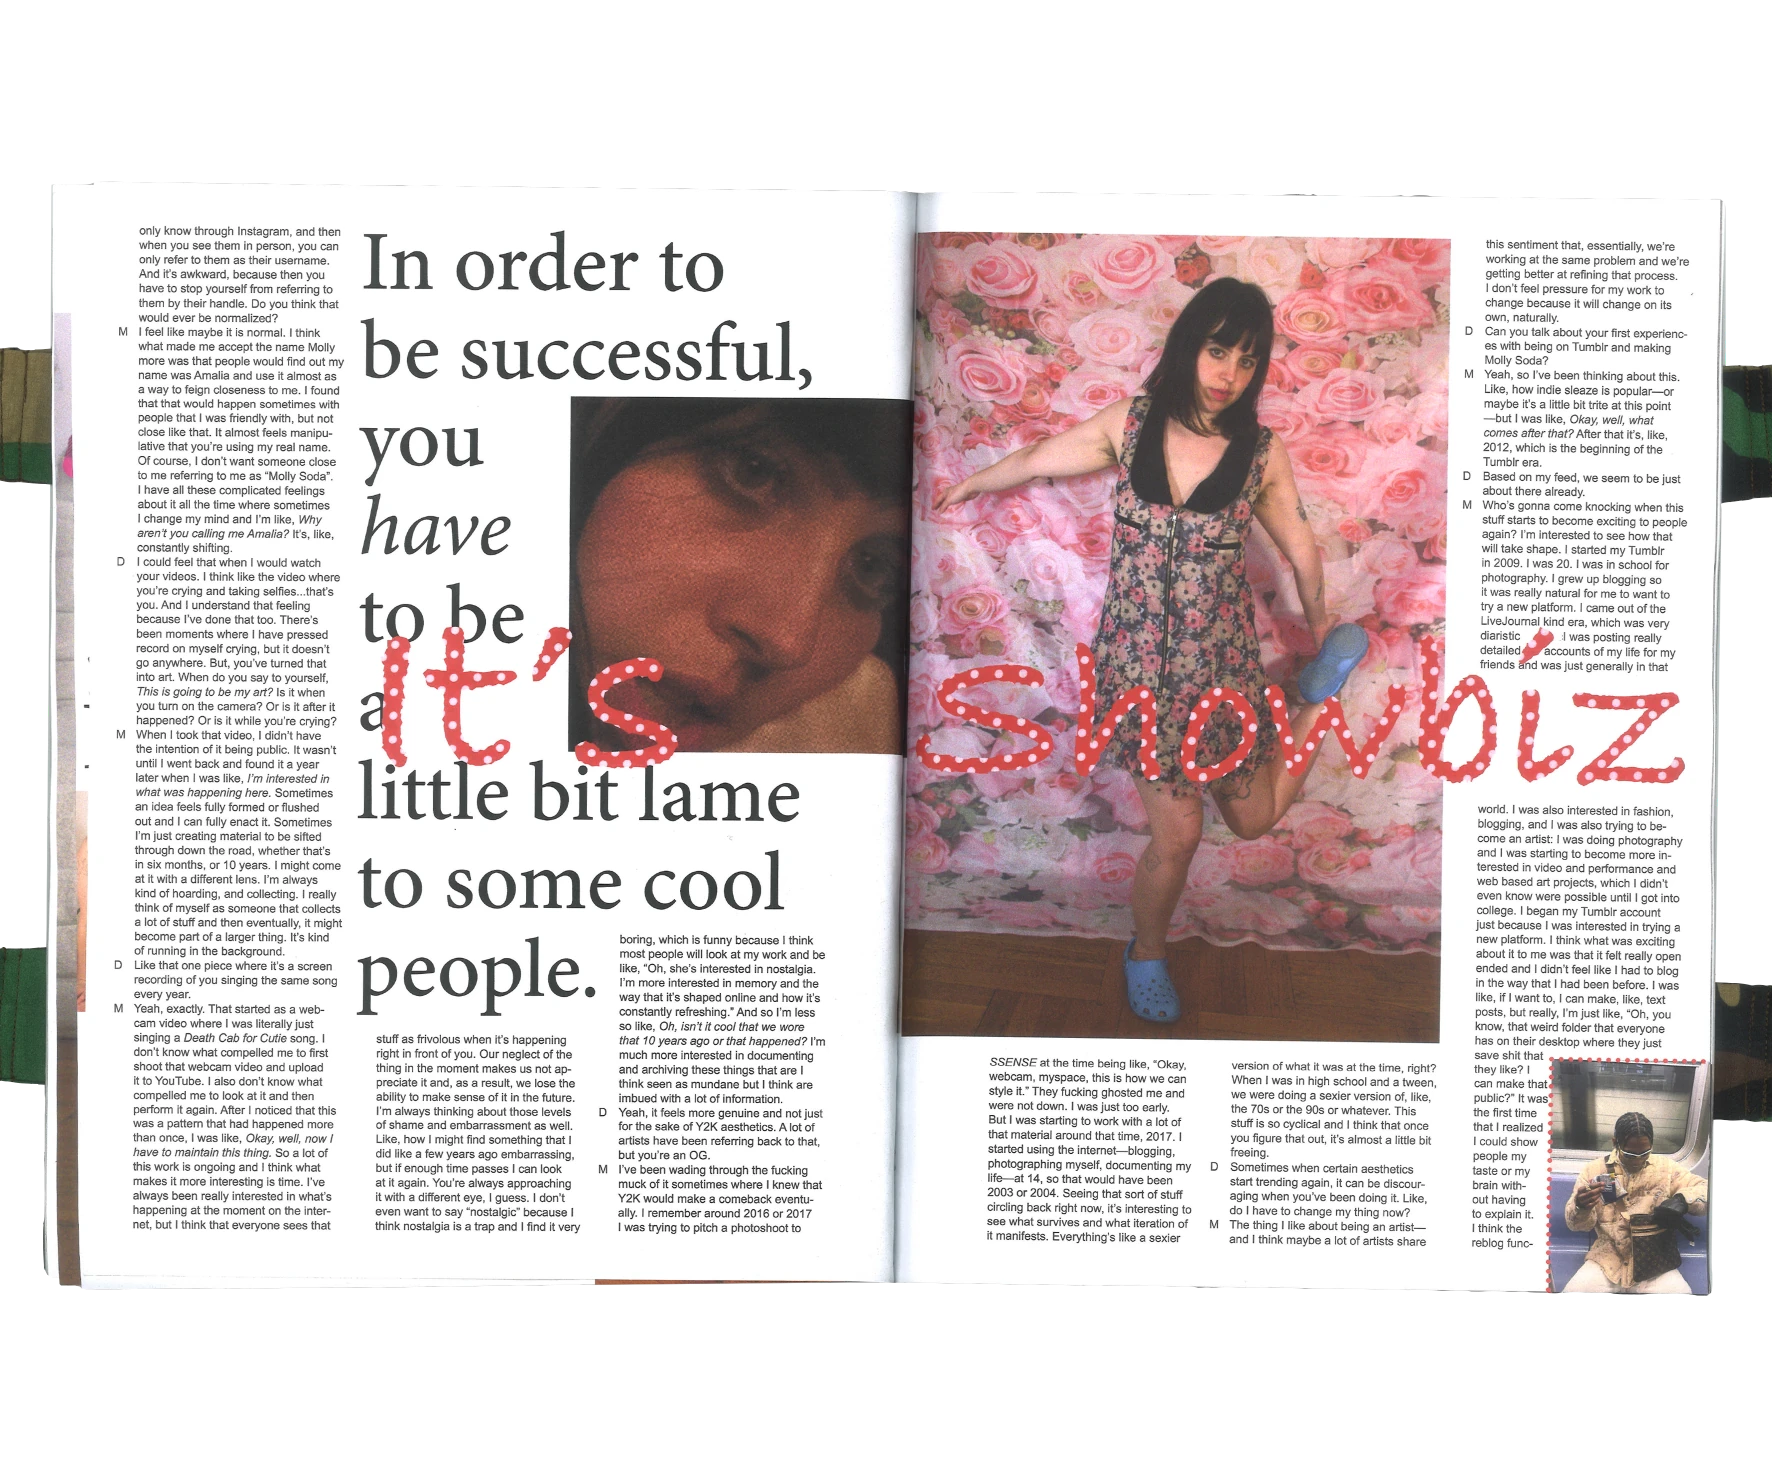 only know through Instagram, and then
when you see them in person, you can
only refer to them as their username.
And it's awkward, because then you
have to stop yourself from referring to
them by their handle. Do you think that
would ever be normalized?
M I feel like maybe it is normal. I think
what made me accept the name Molly
more was that people would find out my
name was Amalia and use it almost as
a way to feign closeness to me. I found
that that would happen sometimes with
people that I was friendly with, but not
close like that. It almost feels manipu-
lative that you're using my real name.
Of course, I don't want someone close
to me referring to me as “Molly Soda”.
I have all these complicated feelings
about it all the time where sometimes
I change my mind and I'm like, Why
aren't you calling me Amalia? It's, like,
constantly shifting.
D I could feel that when I would watch
your videos. I think like the video where
you're crying and taking selfies...that's
you. And I understand that feeling
because I've done that too. There's
been moments where I have pressed
record on myself crying, but it doesn't
go anywhere. But, you've turned that
into art. When do you say to yourself,
This is going to be my art? Is it when
you turn on the camera? Or is it after it
happened? Or is it while you're crying?
M When I took that video, I didn't have
the intention of it being public. It wasn't
until I went back and found it a year
later when I was like, I'm interested in
what was happening here. Sometimes
an idea feels fully formed or flushed
out and I can fully enact it. Sometimes
I'm just creating material to be sifted
through down the road, whether that's
in six months, or 10 years. I might come
at it with a different lens. I'm always
kind of hoarding, and collecting. I really
think of myself as someone that collects
a lot of stuff and then eventually, it might
become part of a larger thing. It's kind
of running in the background.
D Like that one piece where it's a screen
recording of you singing the same song
every year.
M Yeah, exactly. That started as a web-
cam video where I was literally just
singing a Death Cab for Cutie song. I
don't know what compelled me to first
shoot that webcam video and upload
it to YouTube. I also don't know what
compelled me to look at it and then
perform it again. After I noticed that this
was a pattern that had happened more
than once, I was like, Okay, well, now I
have to maintain this thing. So a lot of
this work is ongoing and I think what
makes it more interesting is time. I've
always been really interested in what's
happening at the moment on the inter-
net, but I think that everyone sees that
In order to
be successful,
you
have
to be
a
little bit lame
to some cool
people.
It's showbiz
stuff as frivolous when it's happening
right in front of you. Our neglect of the
thing in the moment makes us not ap-
preciate it and, as a result, we lose the
ability to make sense of it in the future.
I'm always thinking about those levels
of shame and embarrassment as well.
Like, how I might find something that I
did like a few years ago embarrassing,
but if enough time passes I can look
at it again. You're always approaching
it with a different eye, I guess. I don't
even want to say “nostalgic” because I
think nostalgia is a trap and I find it very
boring, which is funny because I think
most people will look at my work and be
like, “Oh, she's interested in nostalgia.
I'm more interested in memory and the
way that it's shaped online and how it's
constantly refreshing.” And so I'm less
so like, Oh, isn't it cool that we wore
that 10 years ago or that happened? I'm
much more interested in documenting
and archiving these things that are I
think seen as mundane but I think are
imbued with a lot of information.
D Yeah, it feels more genuine and not just
for the sake of Y2K aesthetics. A lot of
artists have been referring back to that,
but you're an OG.
M I've been wading through the fucking
muck of it sometimes where I knew that
Y2K would make a comeback eventu-
ally. I remember around 2016 or 2017
I was trying to pitch a photoshoot to
SSENSE at the time being like, “Okay,
webcam, myspace, this is how we can
style it.” They fucking ghosted me and
were not down. I was just too early.
But I was starting to work with a lot of
that material around that time, 2017. I
started using the internet—blogging,
photographing myself, documenting my
life—at 14, so that would have been
2003 or 2004. Seeing that sort of stuff
circling back right now, it's interesting to
see what survives and what iteration of
it manifests. Everything's like a sexier
version of what it was at the time, right?
When I was in high school and a tween,
we were doing a sexier version of, like,
the 70s or the 90s or whatever. This
stuff is so cyclical and I think that once
you figure that out, it's almost a little bit
freeing.
D Sometimes when certain aesthetics
start trending again, it can be discour-
aging when you've been doing it. Like,
do I have to change my thing now?
M The thing I like about being an artist—
and I think maybe a lot of artists share
this sentiment that, essentially, we're
working at the same problem and we're
getting better at refining that process.
I don't feel pressure for my work to
change because it will change on its
own, naturally.
D Can you talk about your first experienc-
es with being on Tumblr and making
Molly Soda?
M Yeah, so I've been thinking about this.
Like, how indie sleaze is popular—or
maybe it's a little bit trite at this point
—but I was like, Okay, well, what
comes after that? After that it's, like,
2012, which is the beginning of the
Tumblr era.
D Based on my feed, we seem to be just
about there already.
M Who's gonna come knocking when this
stuff starts to become exciting to people
again? I'm interested to see how that
will take shape. I started my Tumblr
in 2009. I was 20. I was in school for
photography. I grew up blogging so
it was really natural for me to want to
try a new platform. I came out of the
LiveJournal kind era, which was very
diaristic I was posting really
detailed accounts of my life for my
friends and was just generally in that
world. I was also interested in fashion,
blogging, and I was also trying to be-
come an artist: I was doing photography
and I was starting to become more in-
terested in video and performance and
web based art projects, which I didn't
even know were possible until I got into
college. I began my Tumblr account
just because I was interested in trying a
new platform. I think what was exciting
about it to me was that it felt really open
ended and I didn't feel like I had to blog
in the way that I had been before. I was
like, if I want to, I can make, like, text
posts, but really, I'm just like, “Oh, you
know, that weird folder that everyone
has on their desktop where they just
save shit that
they like? I
can make that
public?” It was
the first time
that I realized
I could show
people my
taste or my
brain with-
out having
to explain it.
I think the
reblog func-